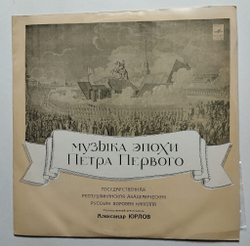 МУЗЫКА ЭПОХИ
ПЕТРА ПЕРВОГО
ГОСУДАРСТВЕННАЯ
РЕСПУБЛИКАНСКАЯ АКАДЕМИЧЕСКАЯ
РУССКАЯ ХОРОВАЯ КАПЕЛЛА
Александр ЮРЛОВ